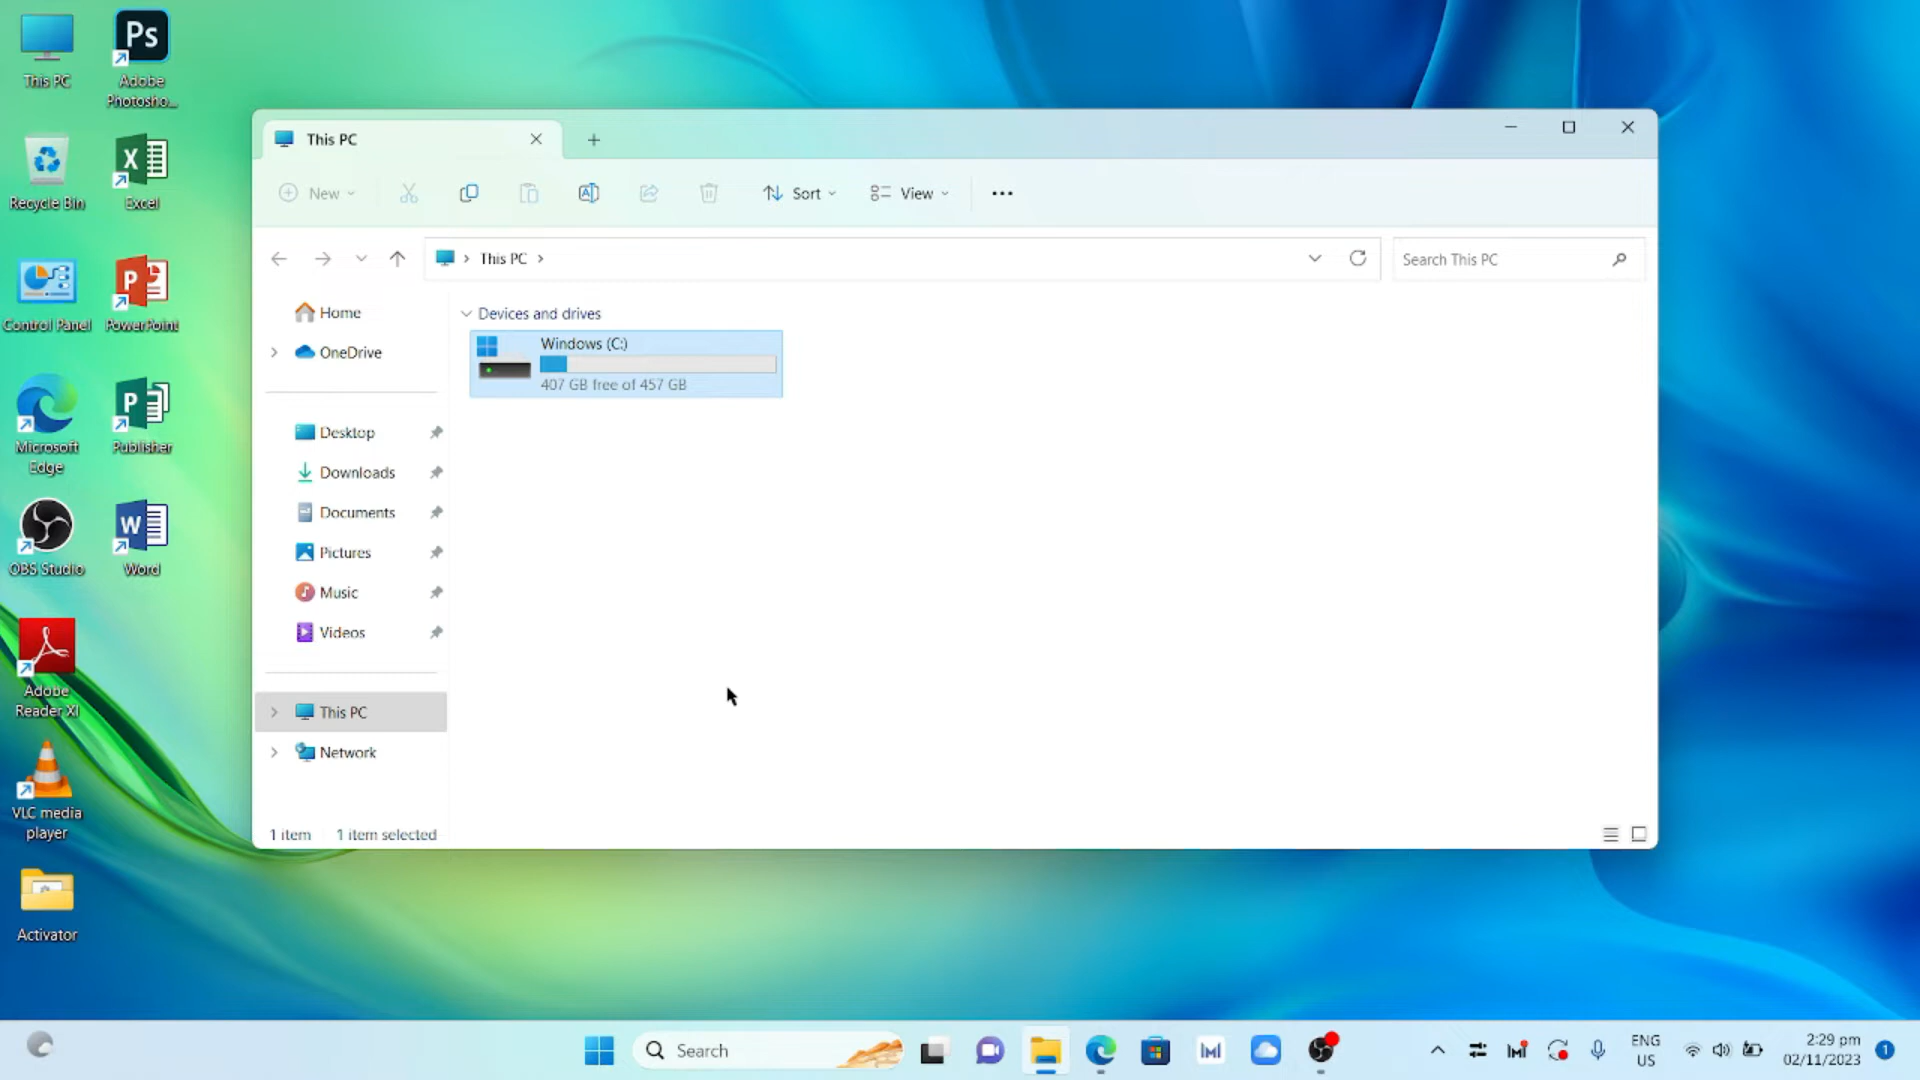 This PC
Ps
Adobe
Photosho...
Recycle Bin
X
Excel
Control Panel
P
PowerPoint
Microsoft
Edge
P
Publisher
OBS Studio
W
Word
Adobe
Reader XI
VLC media
player
Activator
This PC
New
Sort
View
This PC
Search This PC
Home
OneDrive
Desktop
Downloads
Documents
Pictures
Music
Videos
This PC
Network
Devices and drives
Windows (C:)
407 GB free of 457 GB
1 item
1 item selected
Search
ENG
US
2:29 pm
02/11/2023
1